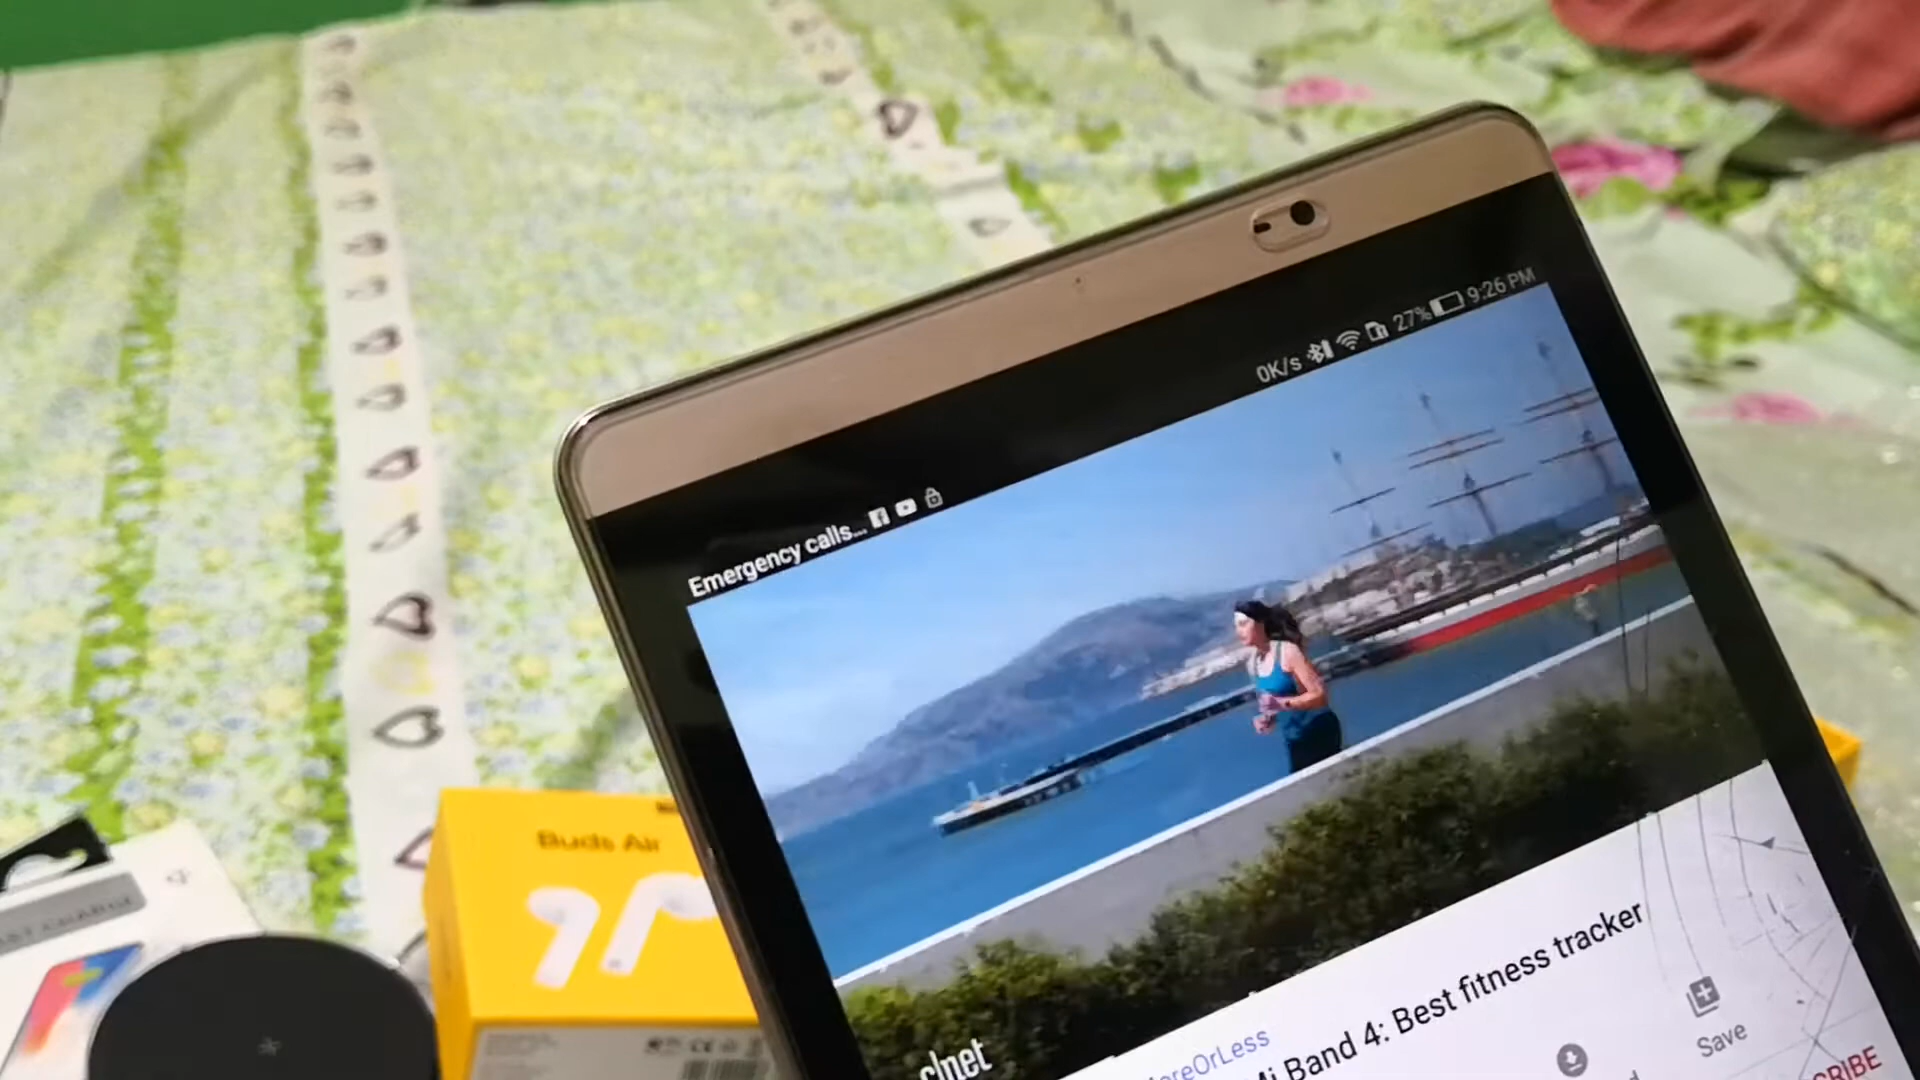 Emergency calls...
0K/s 27% 9:26 PM
cnet
Mi Band 4: Best fitness tracker
Save
Buds Air